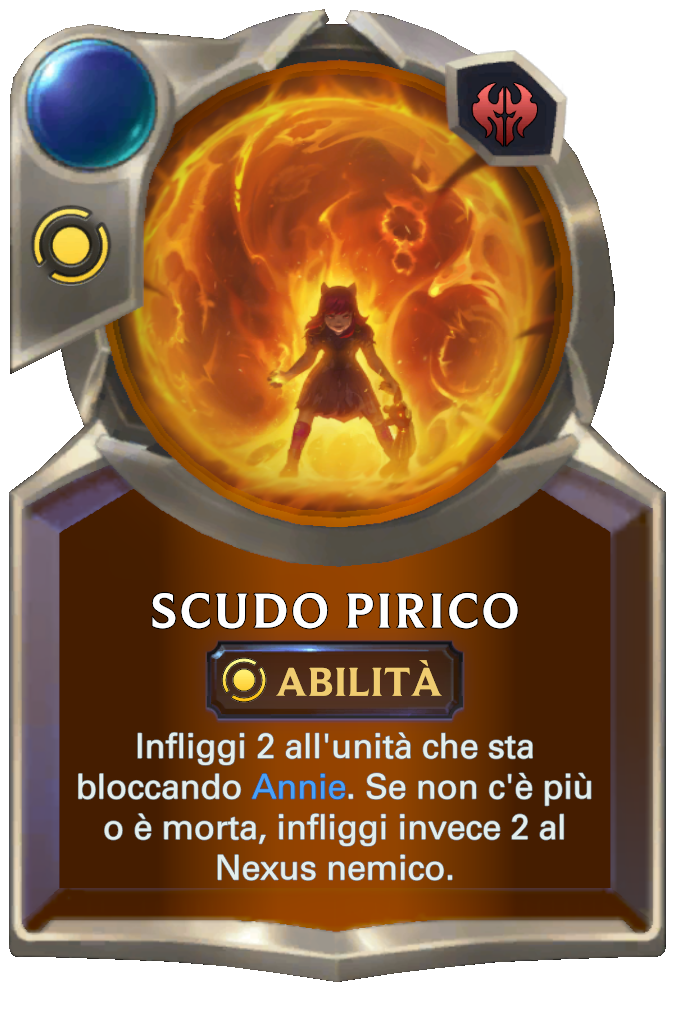 SCUDO PIRICO
ABILITÀ
Infliggi 2 all'unità che sta
bloccando Annie. Se non c'è più
o è morta, infliggi invece 2 al
Nexus nemico.